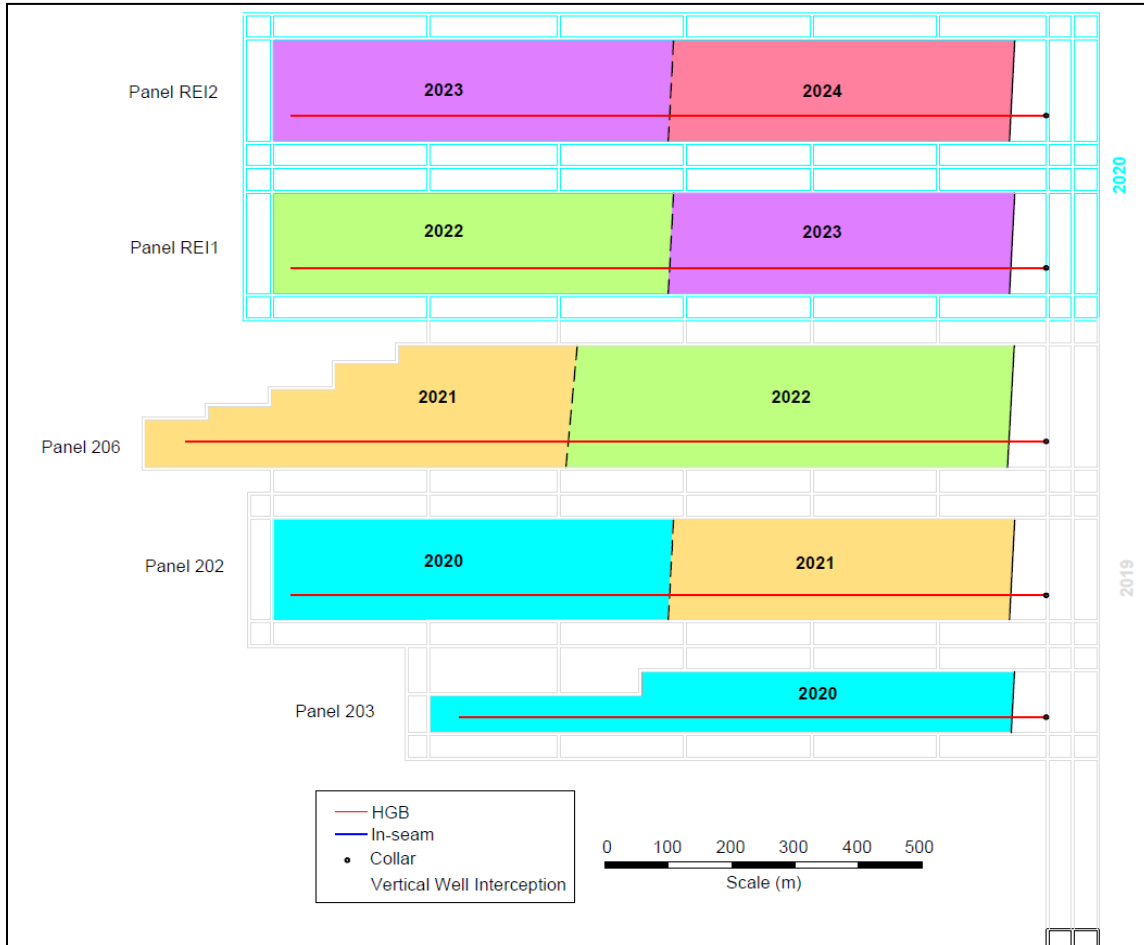 Panel REI2
2023
2024
2020
Panel REI1
2022
2023
Panel 206
2021
2022
Panel 202
2020
2021
2019
Panel 203
2020
HGB
In-seam
Collar
Vertical Well Interception
0 100 200 300 400 500
Scale (m)